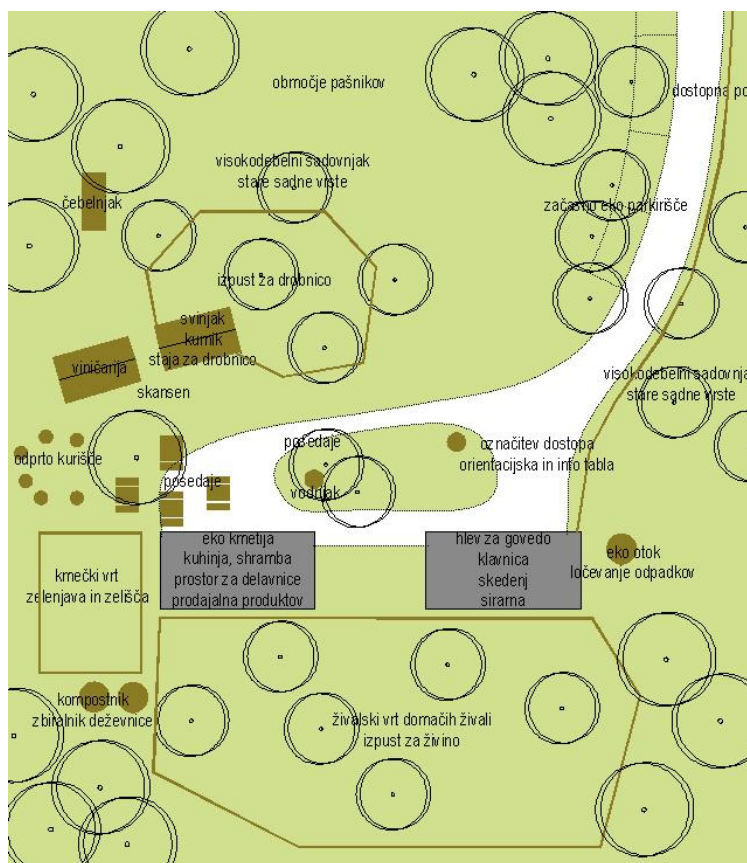 območje pašnikov
dostopna po
visokodebelni sadovnjak
stare sadne vrste
čebelnjak
začasno eko parkirišče
izpust za drobnico
svinjak
kurnik
staja za drobnico
viničarija
skansen
visokodebelni sadovnja
stare sadne vrste
odprto kurišče
posedaje
posedaje
vodnjak
označitev dostopa
orientacijska in info tabla
eko kmetija
kuhinja, shramba
prostor za delavnice
prodajalna produktov
hlev za govedo
klavnica
skedenj
sirarna
eko otok
ločevanje odpadkov
kmečki vrt
zelenjava in zelišča
kompostnik
zbiralnik deževnice
živalski vrt domačih živali
izpust za živino